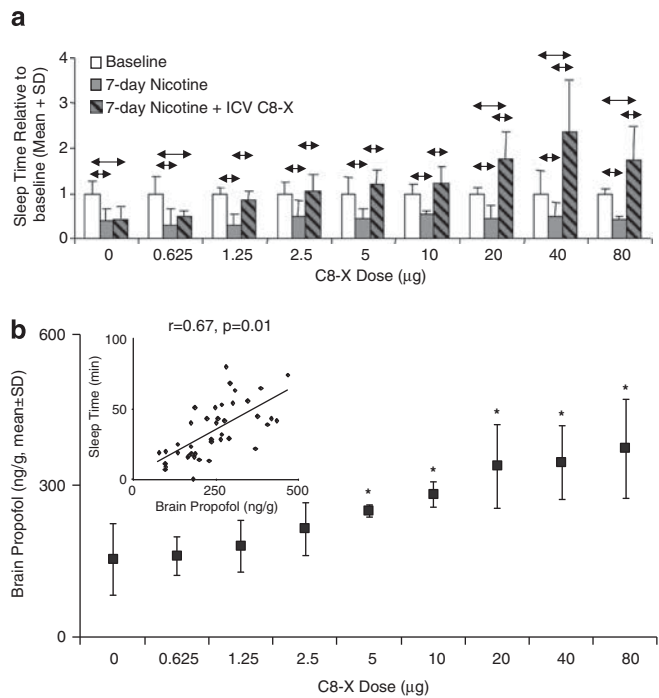 a
Sleep Time Relative to
baseline (Mean + SD)
4
3
2
1
0
Baseline
7-day Nicotine
7-day Nicotine + ICV C8-X
0 0.625 1.25 2.5 5 10 20 40 80
C8-X Dose (μg)
b
Brain Propofol (ng/g, mean±SD)
600
300
0
r=0.67, p=0.01
Sleep Time (min)
100
50
0
0 250 500
Brain Propofol (ng/g)
* * * * *
0 0.625 1.25 2.5 5 10 20 40 80
C8-X Dose (μg)